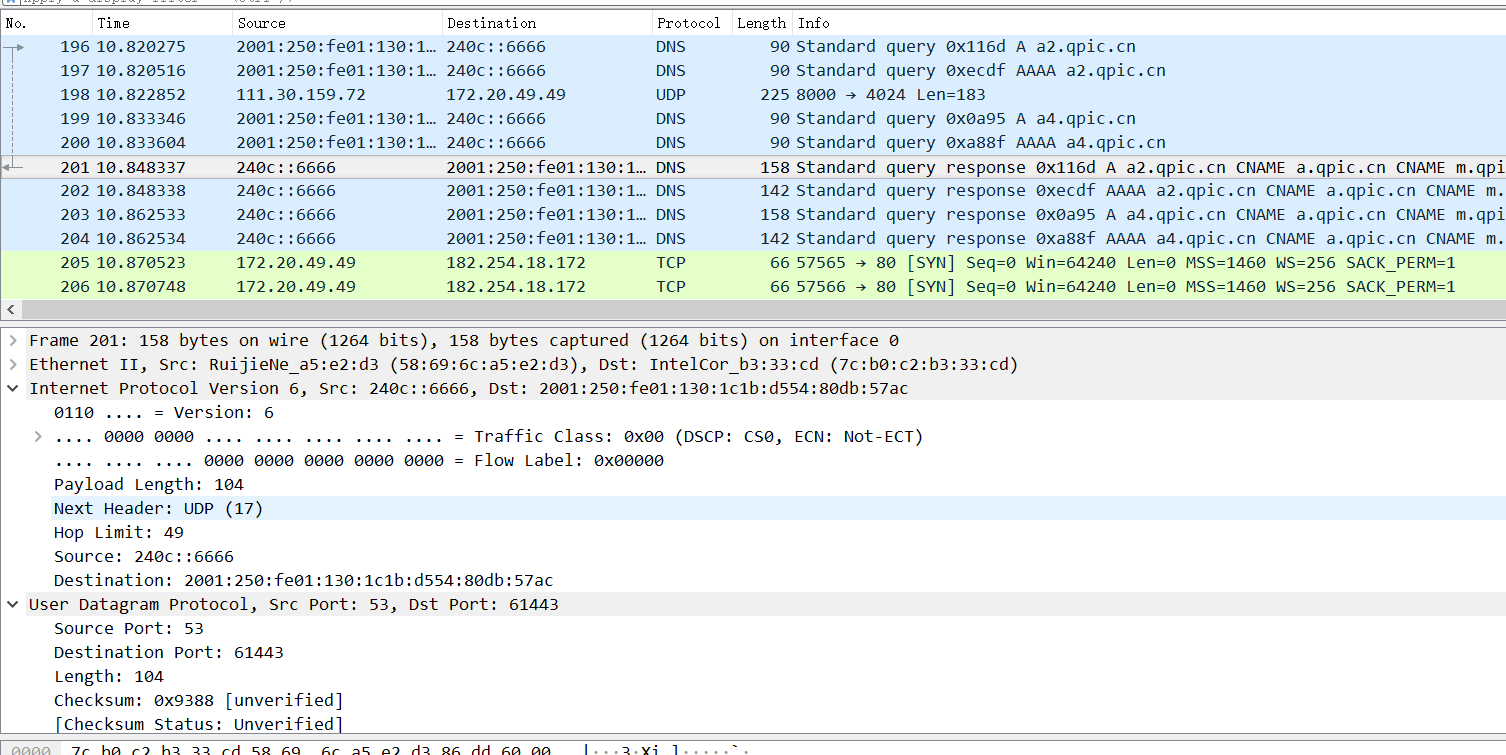 No. Time Source Destination Protocol Length Info
196 10.820275 2001:250:fe01:130:1… 240c::6666 DNS 90 Standard query 0x116d A a2.qpic.cn
197 10.820516 2001:250:fe01:130:1… 240c::6666 DNS 90 Standard query 0xecdf AAAA a2.qpic.cn
198 10.822852 111.30.159.72 172.20.49.49 UDP 225 8000 → 4024 Len=183
199 10.833346 2001:250:fe01:130:1… 240c::6666 DNS 90 Standard query 0x0a95 A a4.qpic.cn
200 10.833604 2001:250:fe01:130:1… 240c::6666 DNS 90 Standard query 0xa88f AAAA a4.qpic.cn
201 10.848337 240c::6666 2001:250:fe01:130:1… DNS 158 Standard query response 0x116d A a2.qpic.cn CNAME a.qpic.cn CNAME m.qpi
202 10.848338 240c::6666 2001:250:fe01:130:1… DNS 142 Standard query response 0xecdf AAAA a2.qpic.cn CNAME a.qpic.cn CNAME m.
203 10.862533 240c::6666 2001:250:fe01:130:1… DNS 158 Standard query response 0x0a95 A a4.qpic.cn CNAME a.qpic.cn CNAME m.qpi
204 10.862534 240c::6666 2001:250:fe01:130:1… DNS 142 Standard query response 0xa88f AAAA a4.qpic.cn CNAME a.qpic.cn CNAME m.
205 10.870523 172.20.49.49 182.254.18.172 TCP 66 57565 → 80 [SYN] Seq=0 Win=64240 Len=0 MSS=1460 WS=256 SACK_PERM=1
206 10.870748 172.20.49.49 182.254.18.172 TCP 66 57566 → 80 [SYN] Seq=0 Win=64240 Len=0 MSS=1460 WS=256 SACK_PERM=1
Frame 201: 158 bytes on wire (1264 bits), 158 bytes captured (1264 bits) on interface 0
Ethernet II, Src: RuijieNe_a5:e2:d3 (58:69:6c:a5:e2:d3), Dst: IntelCor_b3:33:cd (7c:b0:c2:b3:33:cd)
Internet Protocol Version 6, Src: 240c::6666, Dst: 2001:250:fe01:130:1c1b:d554:80db:57ac
0110 .... = Version: 6
.... 0000 0000 .... .... .... .... .... = Traffic Class: 0x00 (DSCP: CS0, ECN: Not-ECT)
.... .... .... 0000 0000 0000 0000 0000 = Flow Label: 0x00000
Payload Length: 104
Next Header: UDP (17)
Hop Limit: 49
Source: 240c::6666
Destination: 2001:250:fe01:130:1c1b:d554:80db:57ac
User Datagram Protocol, Src Port: 53, Dst Port: 61443
Source Port: 53
Destination Port: 61443
Length: 104
Checksum: 0x9388 [unverified]
[Checksum Status: Unverified]
0000 7c b0 c2 b3 33 cd 58 69 6c a5 e2 d3 86 dd 60 00 |···3·Xi l·····`·